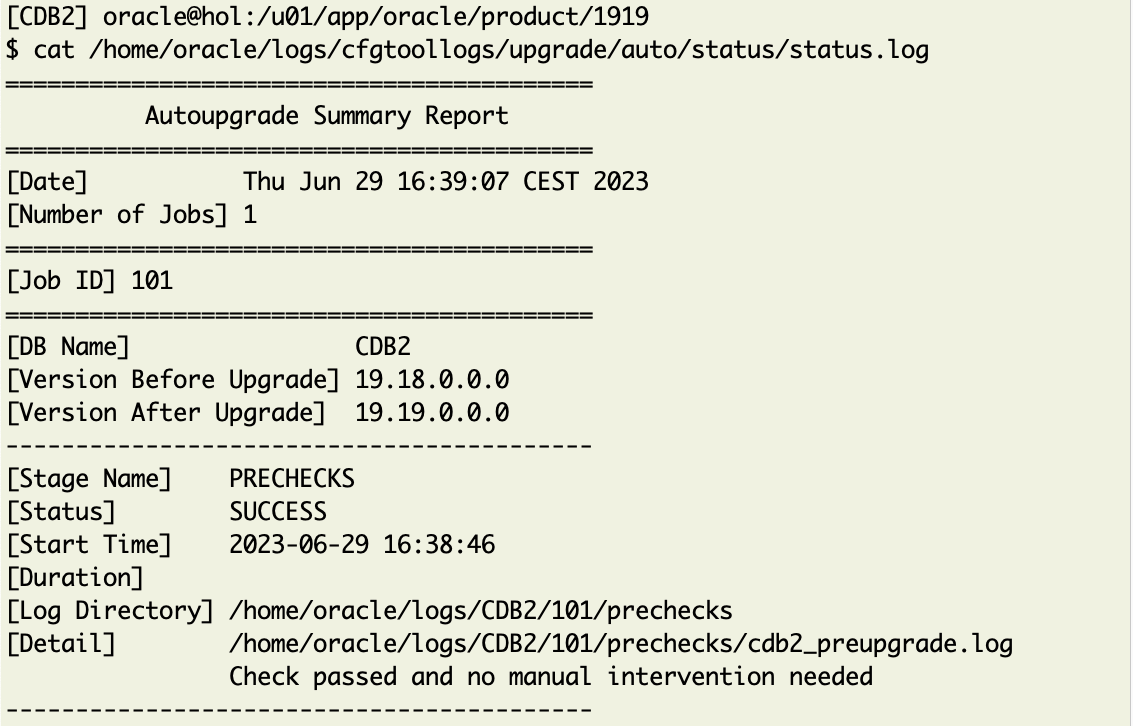 [CDB2] oracle@hol:/u01/app/oracle/product/1919
$ cat /home/oracle/logs/cfgtoollogs/upgrade/auto/status/status.log
==========================================
          Autoupgrade Summary Report
==========================================
[Date]           Thu Jun 29 16:39:07 CEST 2023
[Number of Jobs] 1
==========================================
[Job ID] 101
==========================================
[DB Name]                CDB2
[Version Before Upgrade] 19.18.0.0.0
[Version After Upgrade]  19.19.0.0.0
------------------------------------------
[Stage Name]    PRECHECKS
[Status]        SUCCESS
[Start Time]    2023-06-29 16:38:46
[Duration]
[Log Directory] /home/oracle/logs/CDB2/101/prechecks
[Detail]        /home/oracle/logs/CDB2/101/prechecks/cdb2_preupgrade.log
                Check passed and no manual intervention needed
------------------------------------------